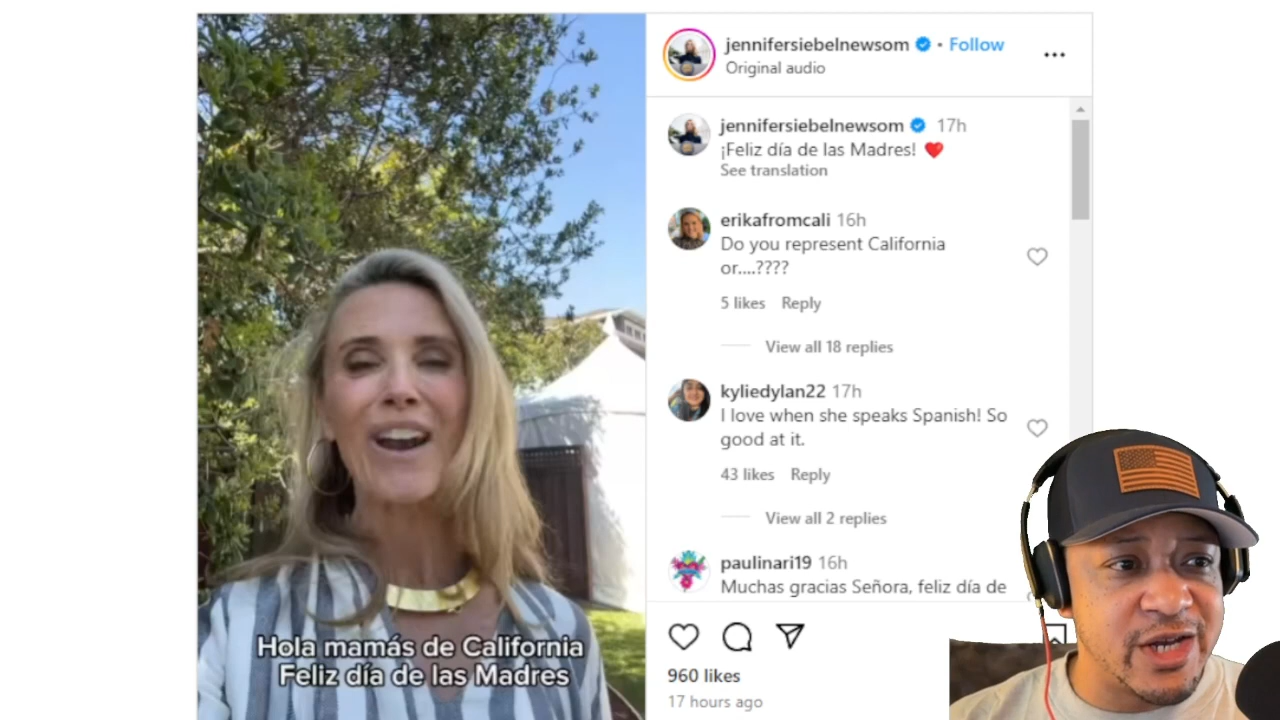 jennifersiebelnewsom • Follow
Original audio
jennifersiebelnewsom 17h
¡Feliz día de las Madres! ❤️
See translation
erikafromcali 16h
Do you represent California
or....????
5 likes Reply
View all 18 replies
kyliedylan22 17h
I love when she speaks Spanish! So
good at it.
43 likes Reply
View all 2 replies
paulinari19 16h
Muchas gracias Señora, feliz día de
960 likes
17 hours ago
Hola mamás de California
Feliz día de las Madres